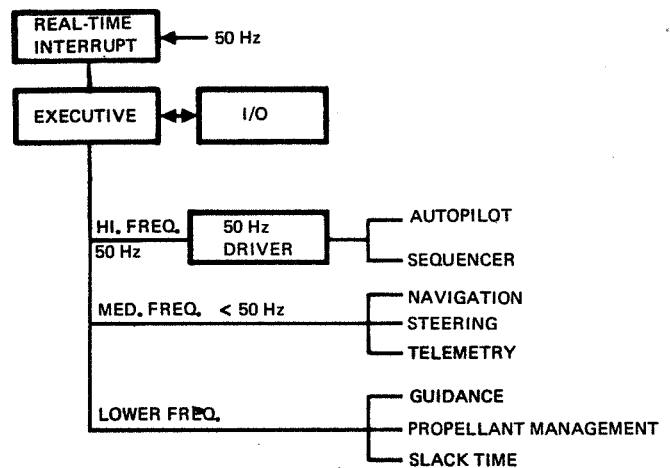 REAL-TIME
INTERRUPT
50 Hz
EXECUTIVE
I/O
HI. FREQ.
50 Hz
50 Hz
DRIVER
AUTOPILOT
SEQUENCER
MED. FREQ. < 50 Hz
NAVIGATION
STEERING
TELEMETRY
LOWER FREQ.
GUIDANCE
PROPELLANT MANAGEMENT
SLACK TIME